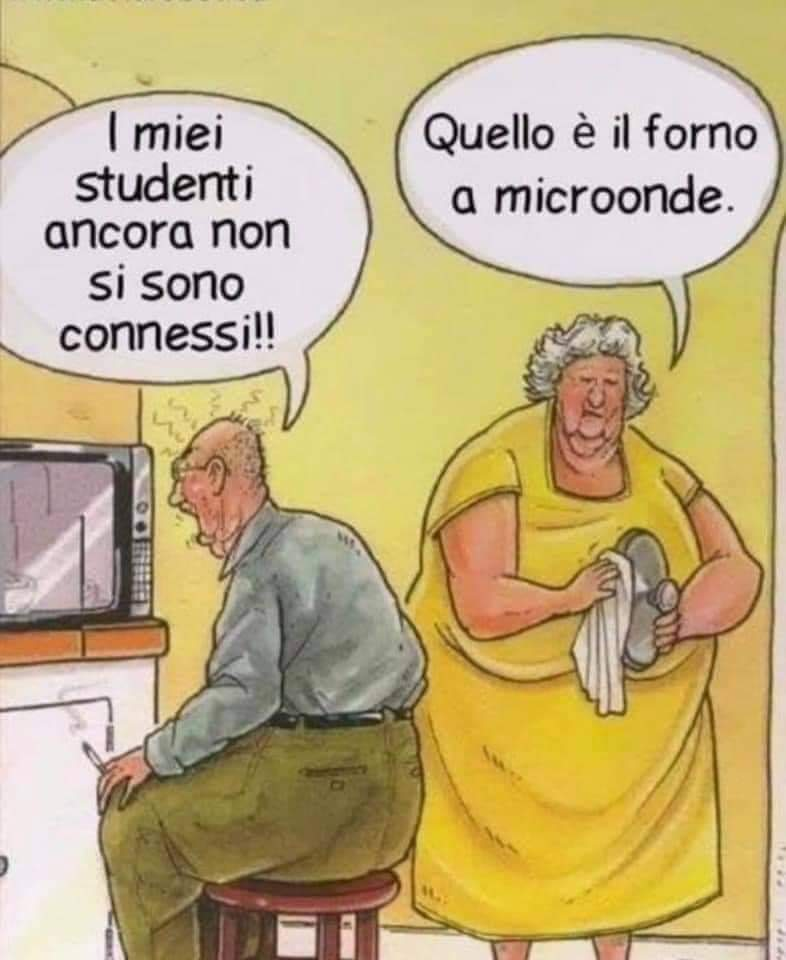 I miei
studenti
ancora non
si sono
connessi!!
Quello è il forno
a microonde.